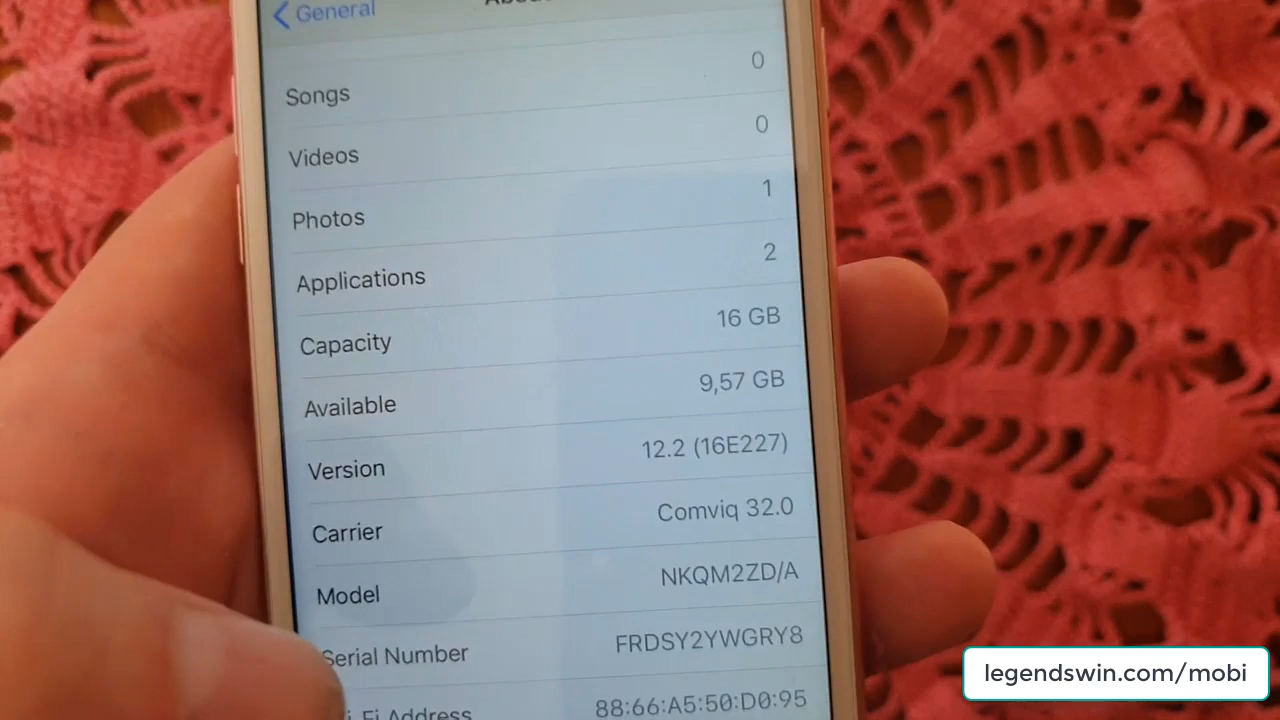 General
Songs 0
Videos 0
Photos 1
Applications 2
Capacity 16 GB
Available 9,57 GB
Version 12.2 (16E227)
Carrier Comviq 32.0
Model NKQM2ZD/A
Serial Number FRDSY2YWGRY8
Fi Address 88:66:A5:50:D0:95
legendswin.com/mobi